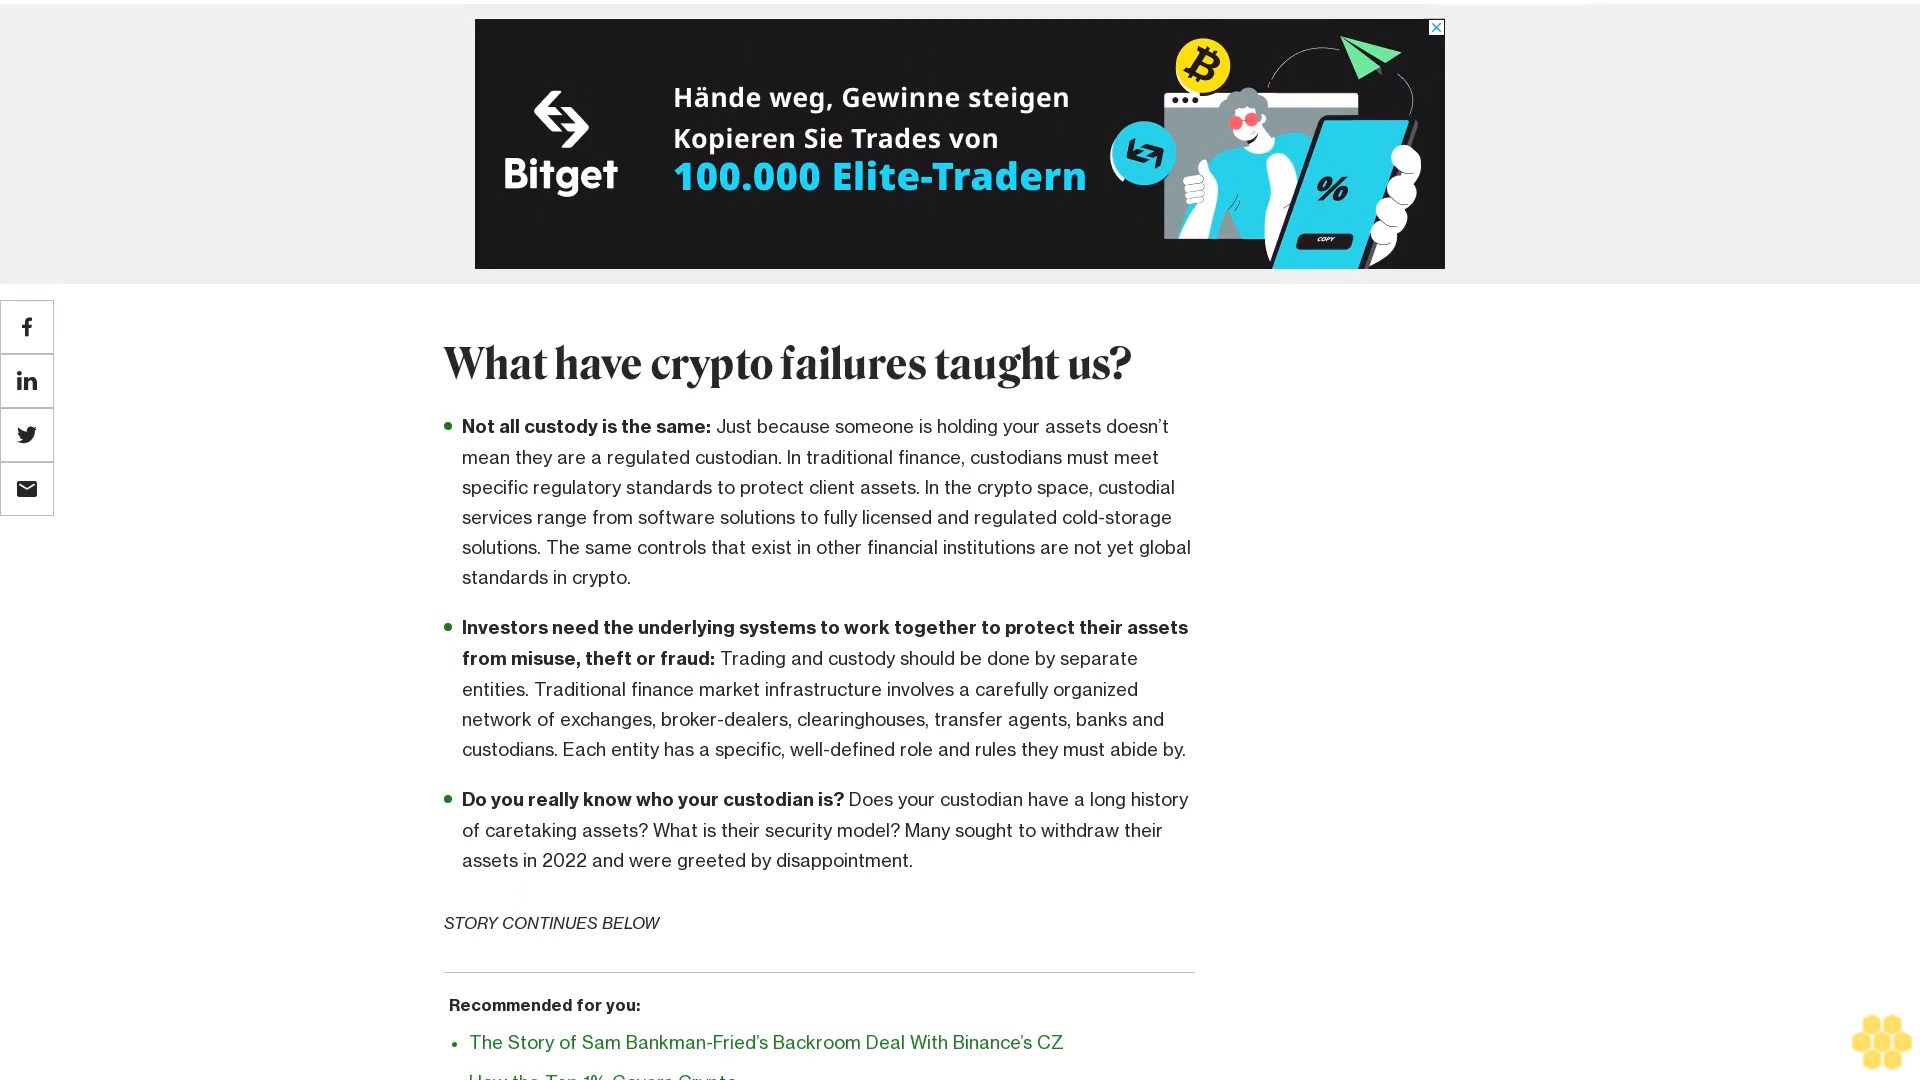 Hände weg, Gewinne steigen
Kopieren Sie Trades von
100.000 Elite-Tradern
Bitget
%
COPY
What have crypto failures taught us?
Not all custody is the same: Just because someone is holding your assets doesn’t
mean they are a regulated custodian. In traditional finance, custodians must meet
specific regulatory standards to protect client assets. In the crypto space, custodial
services range from software solutions to fully licensed and regulated cold-storage
solutions. The same controls that exist in other financial institutions are not yet global
standards in crypto.
Investors need the underlying systems to work together to protect their assets
from misuse, theft or fraud: Trading and custody should be done by separate
entities. Traditional finance market infrastructure involves a carefully organized
network of exchanges, broker-dealers, clearinghouses, transfer agents, banks and
custodians. Each entity has a specific, well-defined role and rules they must abide by.
Do you really know who your custodian is? Does your custodian have a long history
of caretaking assets? What is their security model? Many sought to withdraw their
assets in 2022 and were greeted by disappointment.
STORY CONTINUES BELOW
Recommended for you:
The Story of Sam Bankman-Fried’s Backroom Deal With Binance’s CZ
How the Top 1% Govern Crypto